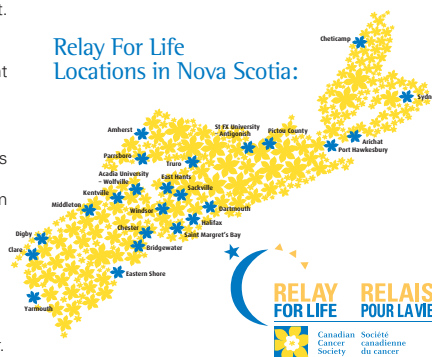 t.
Relay For Life
Locations in Nova Scotia:
Cheticamp
nt
Sydn
St FX University
- Antigonish
Pictou County
Amherst
Arichat
Port Hawkesbury
Parrsboro
Truro
s
Acadia University
- Wolfville
East Hants
Kentville
Sackville
n
Middleton
Windsor
Dartmouth
Halifax
Chester
Saint Margret's Bay
Digby
Clare
Bridgewater
Eastern Shore
Yarmouth
RELAY
FOR LIFE
RELAIS
POUR LA VIE
Canadian
Cancer
Society
Société
canadienne
du cancer
r.